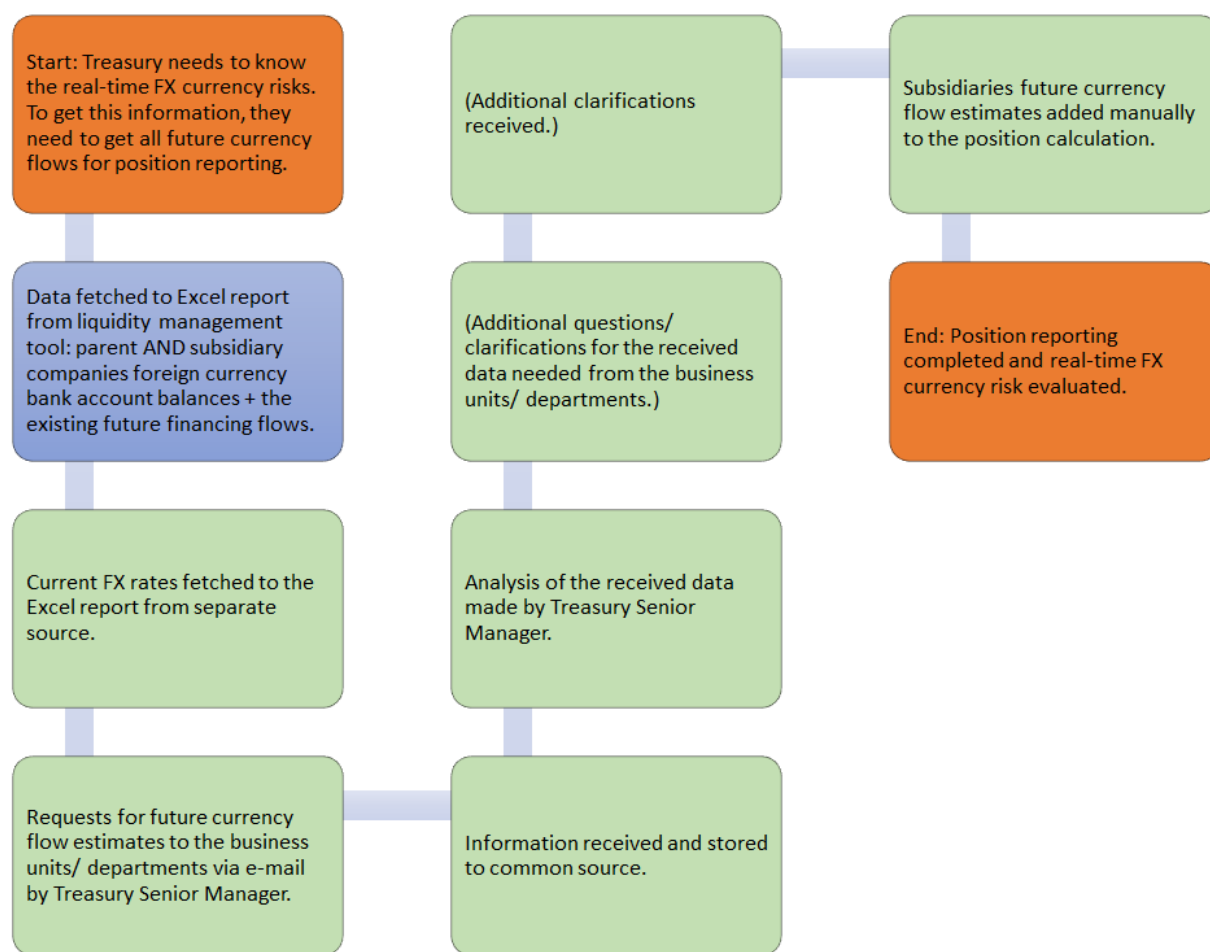 Start: Treasury needs to know
the real-time FX currency risks.
To get this information, they
need to get all future currency
flows for position reporting.
Data fetched to Excel report
from liquidity management
tool: parent AND subsidiary
companies foreign currency
bank account balances + the
existing future financing flows.
Current FX rates fetched to the
Excel report from separate
source.
Requests for future currency
flow estimates to the business
units/ departments via e-mail
by Treasury Senior Manager.
Information received and stored
to common source.
Analysis of the received data
made by Treasury Senior
Manager.
(Additional questions/
clarifications for the received
data needed from the business
units/ departments.)
(Additional clarifications
received.)
Subsidiaries future currency
flow estimates added manually
to the position calculation.
End: Position reporting
completed and real-time FX
currency risk evaluated.